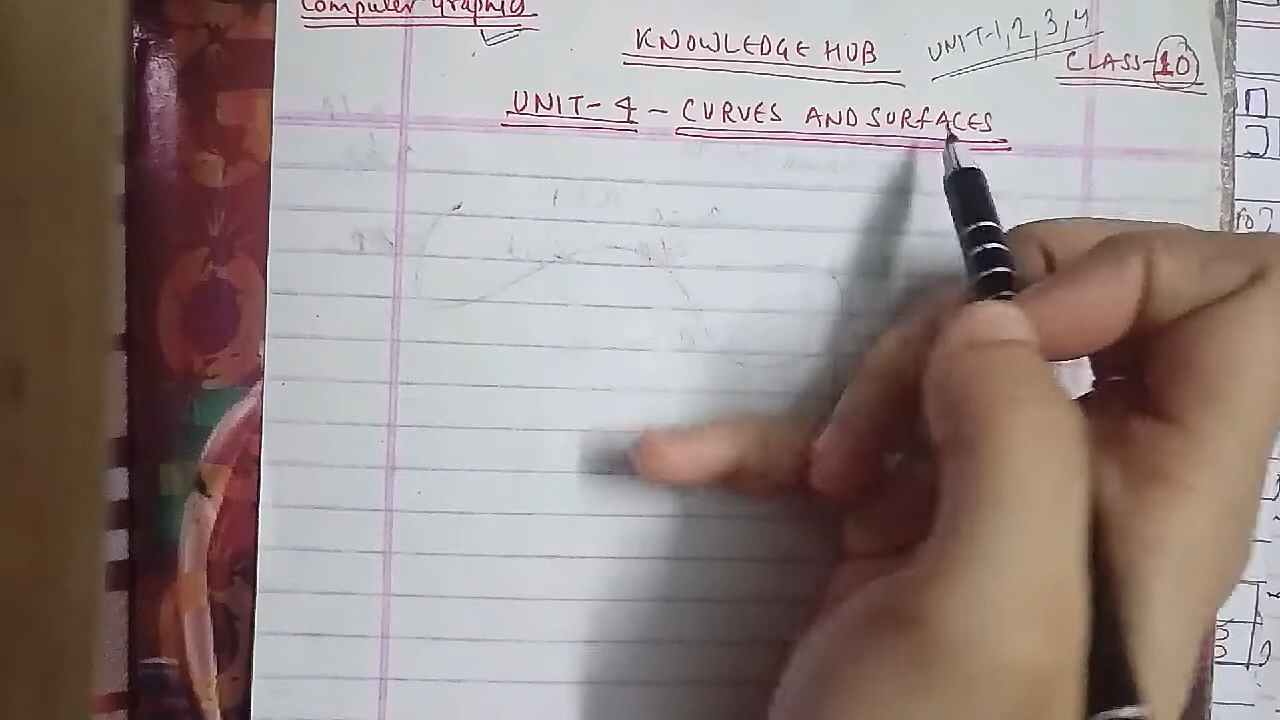 Computer Graphics
KNOWLEDGE HUB
UNIT-1,2,3,4
CLASS-10
UNIT-4 - CURVES AND SURFACES